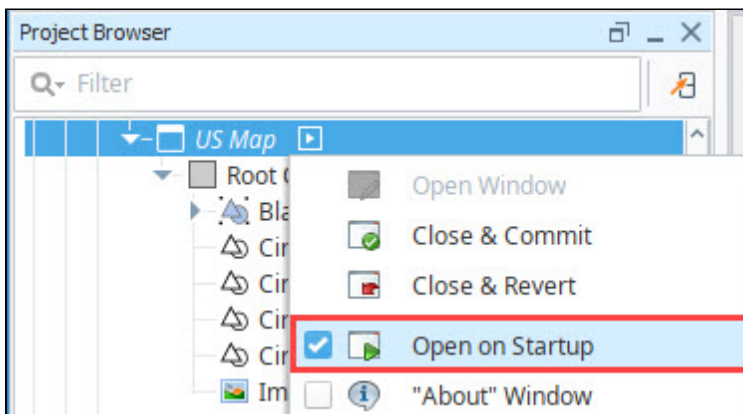 Project Browser
Filter
US Map
Root
Open Window
Bla
Close & Commit
Cir
Cir
Close & Revert
Cir
Cir
Open on Startup
Im
"About" Window